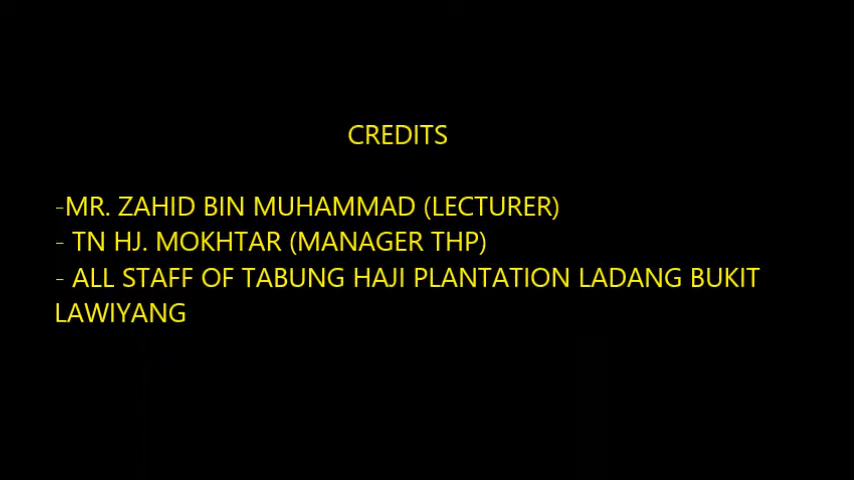 CREDITS
-MR. ZAHID BIN MUHAMMAD (LECTURER)
- TN HJ. MOKHTAR (MANAGER THP)
- ALL STAFF OF TABUNG HAJI PLANTATION LADANG BUKIT
LAWIYANG